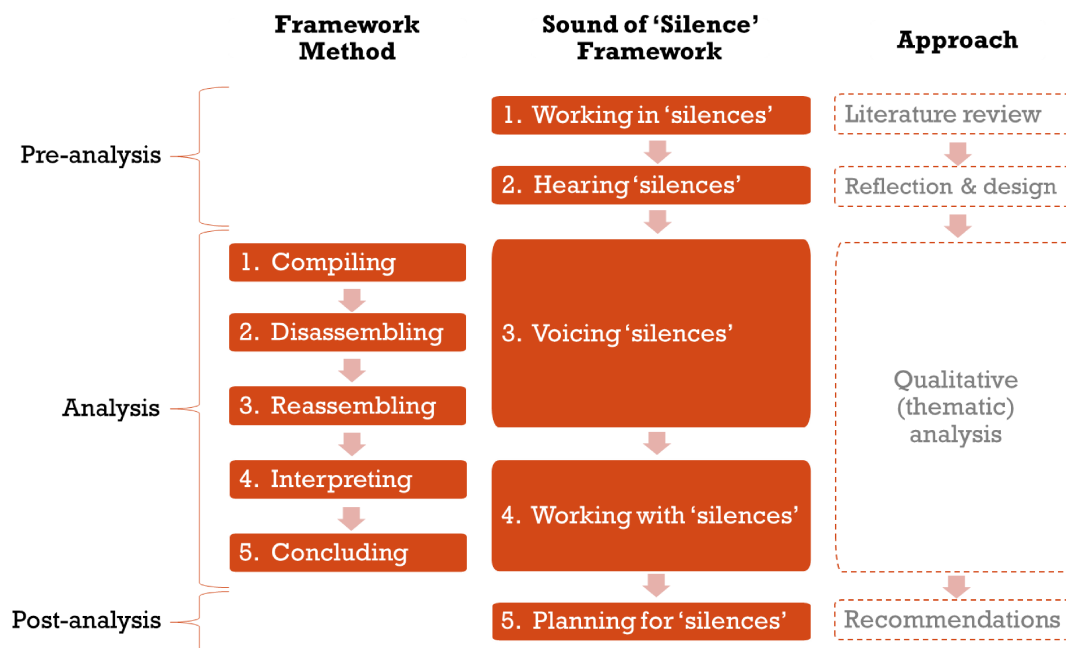 Framework
Method
Sound of ‘Silence’
Framework
Approach
Pre-analysis
1. Working in ‘silences’
Literature review
2. Hearing ‘silences’
Reflection & design
Analysis
1. Compiling
2. Disassembling
3. Reassembling
4. Interpreting
5. Concluding
3. Voicing ‘silences’
4. Working with ‘silences’
Qualitative
(thematic)
analysis
Post-analysis
5. Planning for ‘silences’
Recommendations